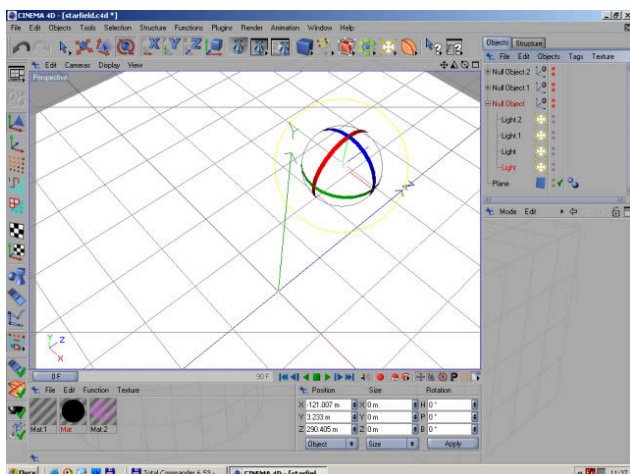 CINEMA 4D - [starfield.c4d *]
File Edit Objects Tools Selection Structure Functions Plugins Render Animation Window Help
Edit Cameras Display View
Perspective
Y
Z
Y
Z
X
0 F
90 F
File Edit Function Texture
Mat.1 Mat Mat.2
Position Size Rotation
X -121.007 m X 0 m H 0 °
Y 3.233 m Y 0 m P 0 °
Z 290.405 m Z 0 m B 0 °
Object Size Apply
Objects Structure
File Edit Objects Tags Texture
Null Object.2
Null Object.1
Null Object
Light.2
Light.1
Light
Light
Plane
Mode Edit
Total Commander 6.53 -
CINEMA 4D - [starfiel...
11:37